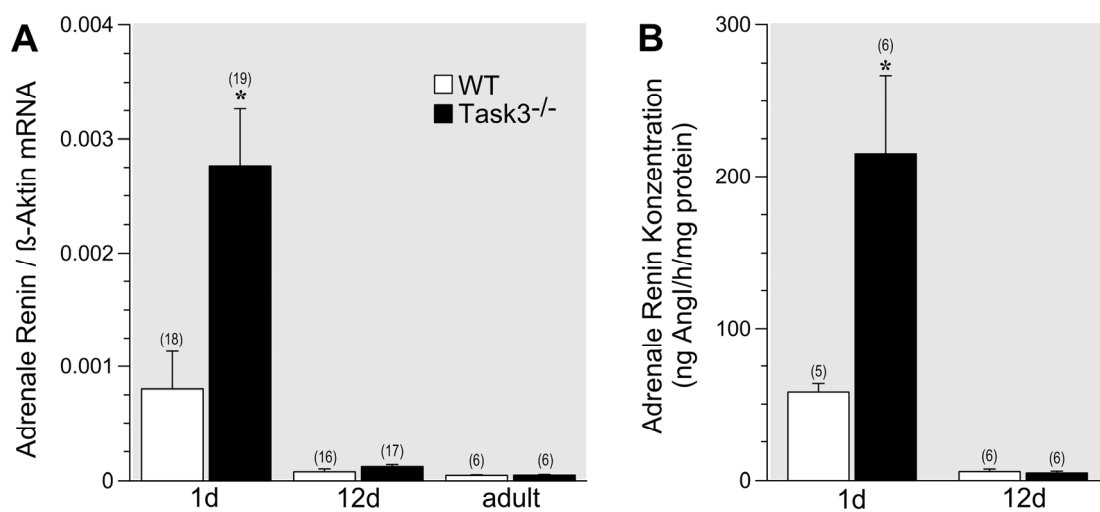 A
Adrenale Renin / ß-Aktin mRNA
0.004
0.003
0.002
0.001
0
(18)
(19)
*
(16)
(17)
(6)
(6)
WT
Task3-/-
1d
12d
adult
B
Adrenale Renin Konzentration
(ng AngI/h/mg protein)
300
200
100
0
(5)
(6)
*
(6)
(6)
1d
12d